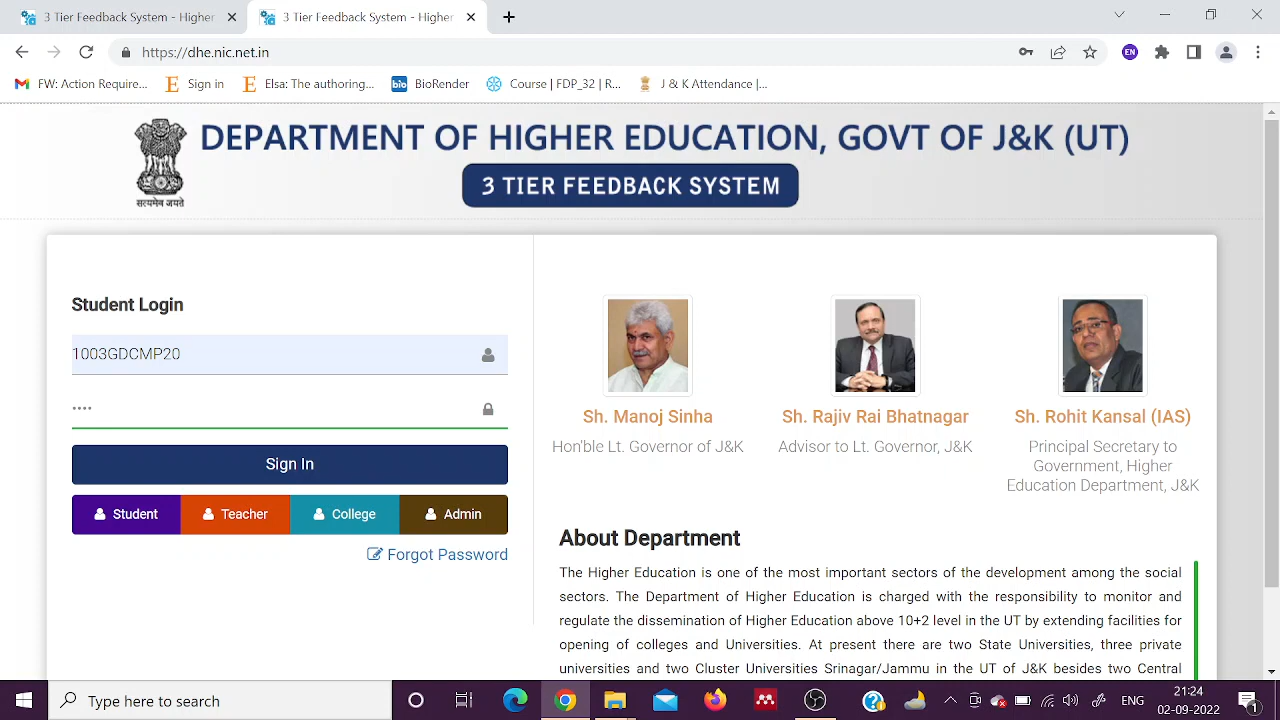 3 Tier Feedback System - Higher
3 Tier Feedback System - Higher
https://dhe.nic.net.in
EN
FW: Action Require...
Sign in
Elsa: The authoring...
bio BioRender
Course | FDP_32 | R...
J & K Attendance |...
सत्यमेव जयते
DEPARTMENT OF HIGHER EDUCATION, GOVT OF J&K (UT)
3 TIER FEEDBACK SYSTEM
Student Login
1003GDCMP20
••••
Sign In
Student Teacher College Admin
Forgot Password
Sh. Manoj Sinha
Hon'ble Lt. Governor of J&K
Sh. Rajiv Rai Bhatnagar
Advisor to Lt. Governor, J&K
Sh. Rohit Kansal (IAS)
Principal Secretary to
Government, Higher
Education Department, J&K
About Department
The Higher Education is one of the most important sectors of the development among the social
sectors. The Department of Higher Education is charged with the responsibility to monitor and
regulate the dissemination of Higher Education above 10+2 level in the UT by extending facilities for
opening of colleges and Universities. At present there are two State Universities, three private
universities and two Cluster Universities Srinagar/Jammu in the UT of J&K besides two Central
Type here to search
ENG
21:24
02-09-2022